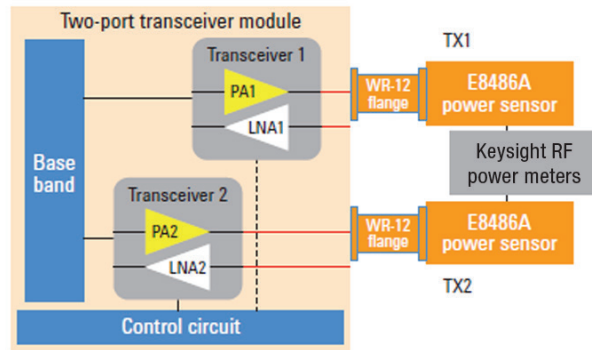 Two-port transceiver module
Transceiver 1
PA1
LNA1
Base
band
Transceiver 2
PA2
LNA2
Control circuit
TX1
WR-12
flange
E8486A
power sensor
Keysight RF
power meters
WR-12
flange
E8486A
power sensor
TX2